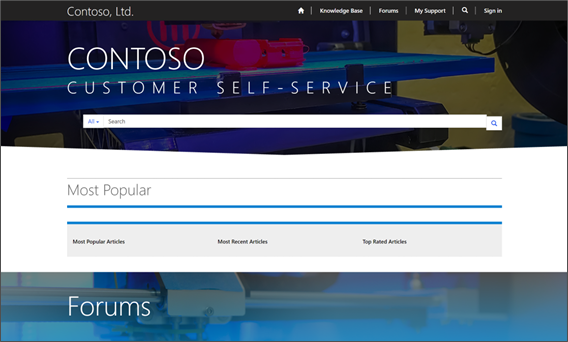 Contoso, Ltd.
Knowledge Base
Forums
My Support
Sign in
CONTOSO
CUSTOMER SELF-SERVICE
All
Search
Most Popular
Most Popular Articles
Most Recent Articles
Top Rated Articles
Forums